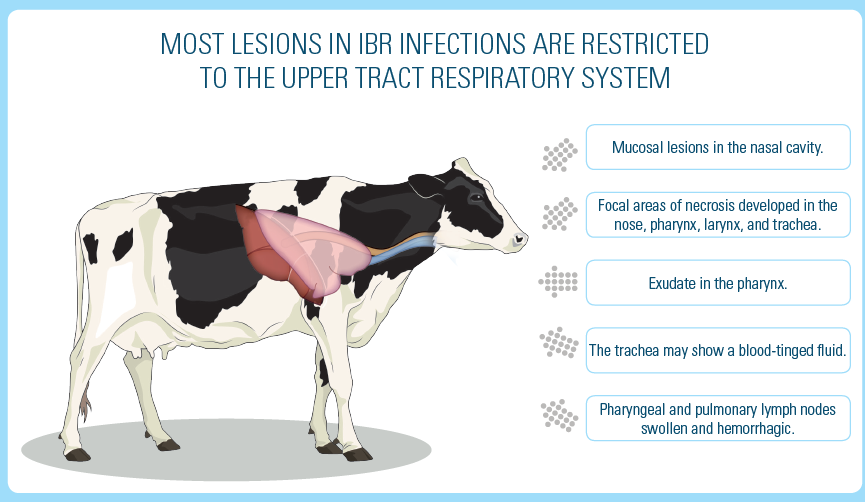 MOST LESIONS IN IBR INFECTIONS ARE RESTRICTED
TO THE UPPER TRACT RESPIRATORY SYSTEM
Mucosal lesions in the nasal cavity.
Focal areas of necrosis developed in the
nose, pharynx, larynx, and trachea.
Exudate in the pharynx.
The trachea may show a blood-tinged fluid.
Pharyngeal and pulmonary lymph nodes
swollen and hemorrhagic.